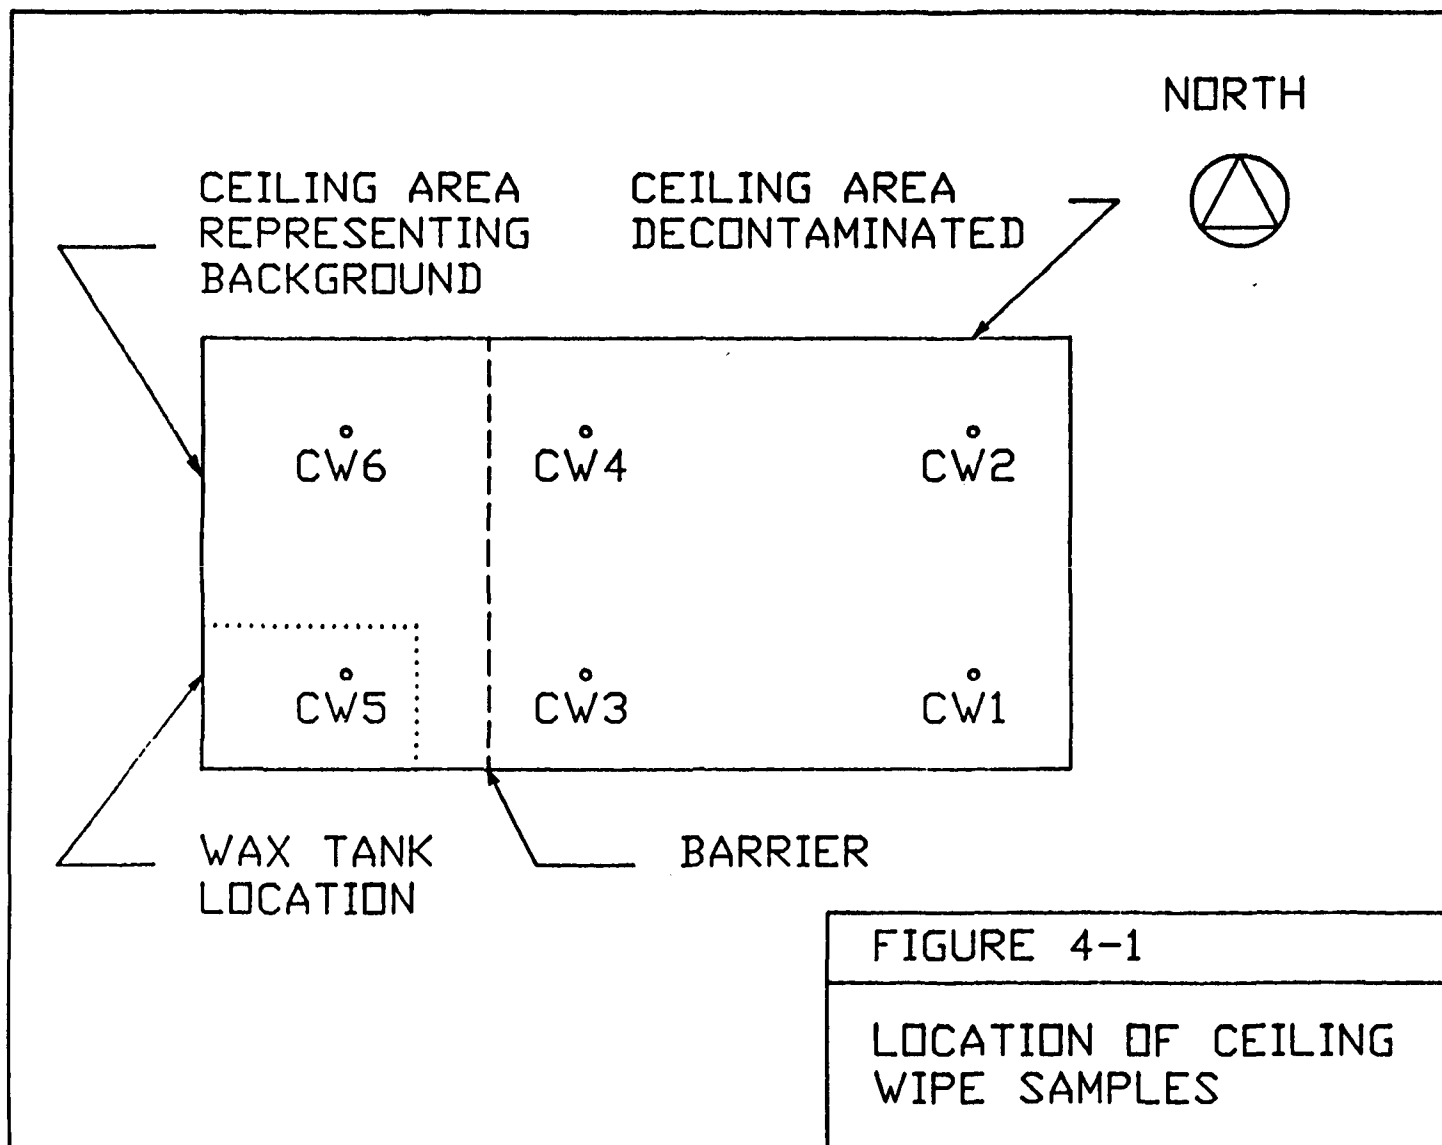 NORTH
CEILING AREA
REPRESENTING
BACKGROUND
CEILING AREA
DECONTAMINATED
CW6
CW4
CW2
CW5
CW3
CW1
WAX TANK
LOCATION
BARRIER
FIGURE 4-1
LOCATION OF CEILING
WIPE SAMPLES